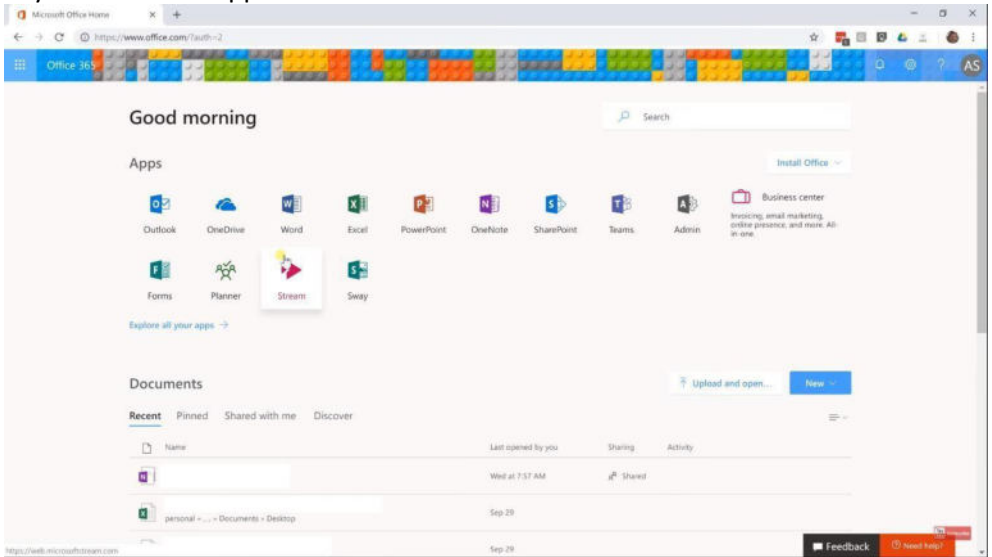 Microsoft Office Home
https://www.office.com/?auth=2
Office 365
AS
Good morning
Search
Apps
Install Office
Outlook
OneDrive
Word
Excel
PowerPoint
OneNote
SharePoint
Teams
Admin
Business center
Invoicing, email marketing,
online presence, and more. All-
in-one.
Forms
Planner
Stream
Sway
Explore all your apps →
Documents
Upload and open...
New
Recent Pinned Shared with me Discover
Name Last opened by you Sharing Activity
Wed at 7:57 AM Shared
personal » ... » Documents » Desktop Sep 29
Sep 29
https://web.microsoftstream.com
Feedback
Need help?